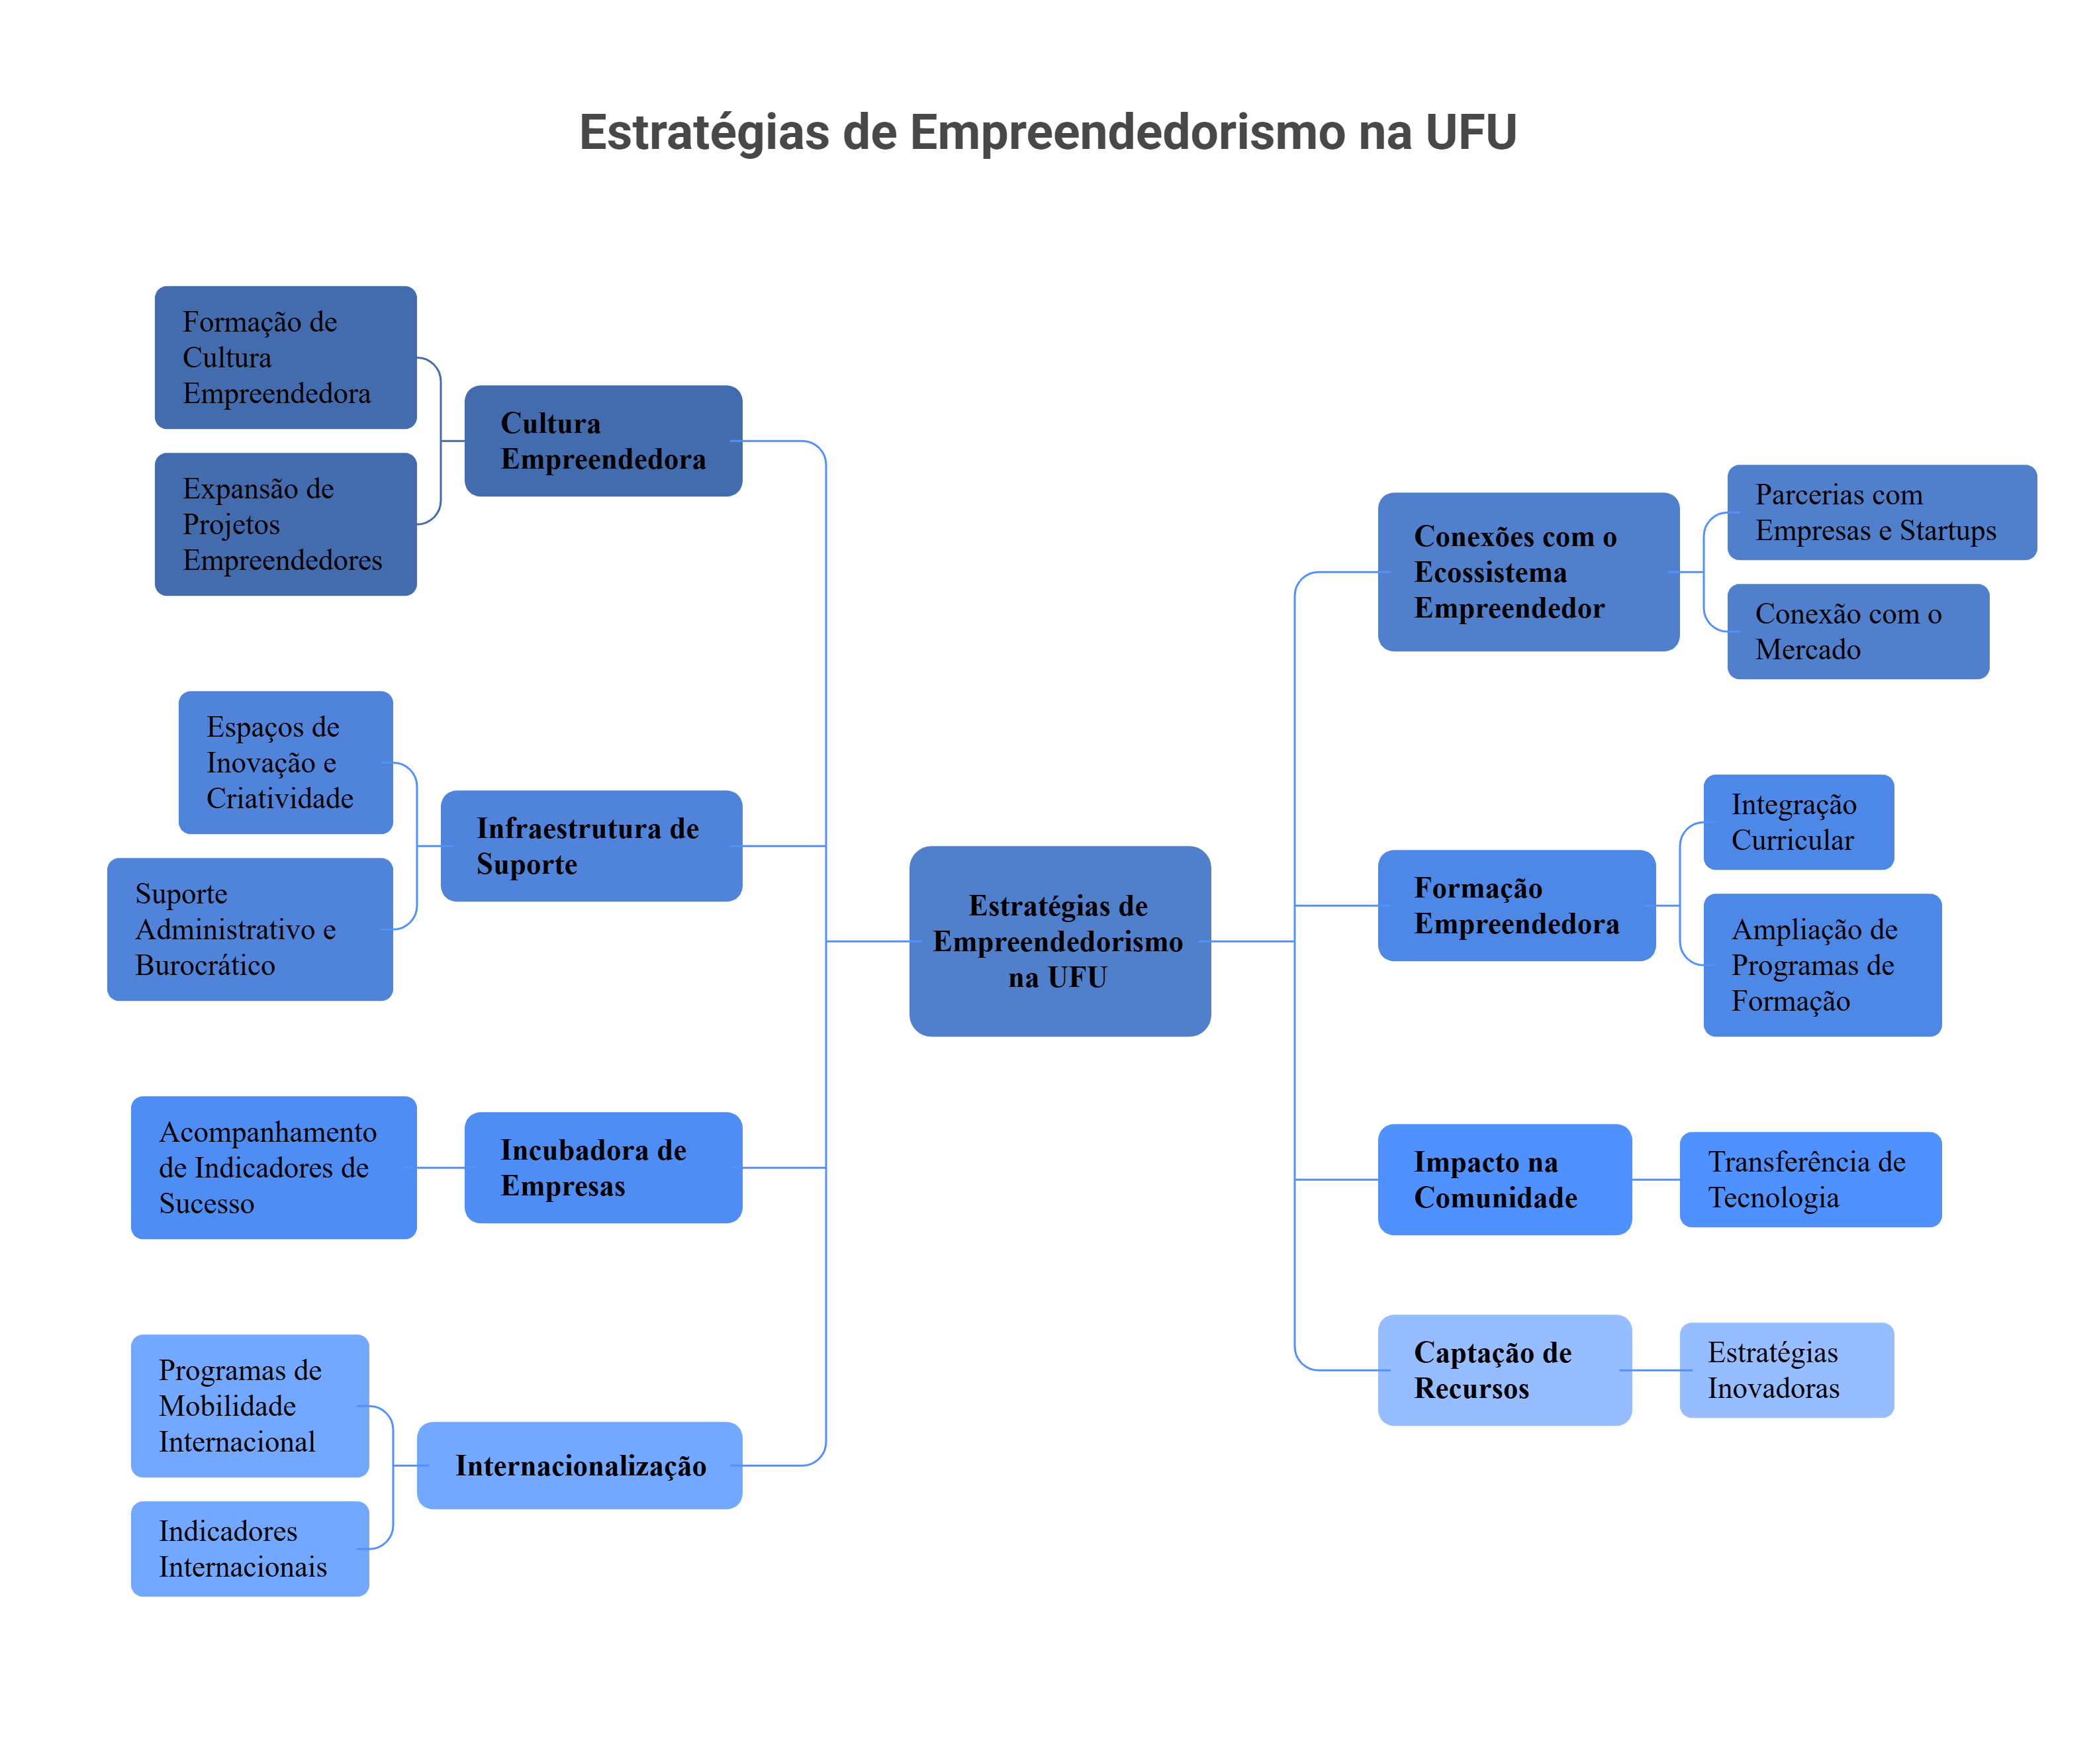 Estratégias de Empreendedorismo na UFU
Formação de
Cultura
Empreendedora
Expansão de
Projetos
Empreendedores
Cultura
Empreendedora
Espaços de
Inovação e
Criatividade
Suporte
Administrativo e
Burocrático
Infraestrutura de
Suporte
Acompanhamento
de Indicadores de
Sucesso
Incubadora de
Empresas
Programas de
Mobilidade
Internacional
Indicadores
Internacionais
Internacionalização
Estratégias de
Empreendedorismo
na UFU
Conexões com o
Ecossistema
Empreendedor
Parcerias com
Empresas e Startups
Conexão com o
Mercado
Formação
Empreendedora
Integração
Curricular
Ampliação de
Programas de
Formação
Impacto na
Comunidade
Transferência de
Tecnologia
Captação de
Recursos
Estratégias
Inovadoras